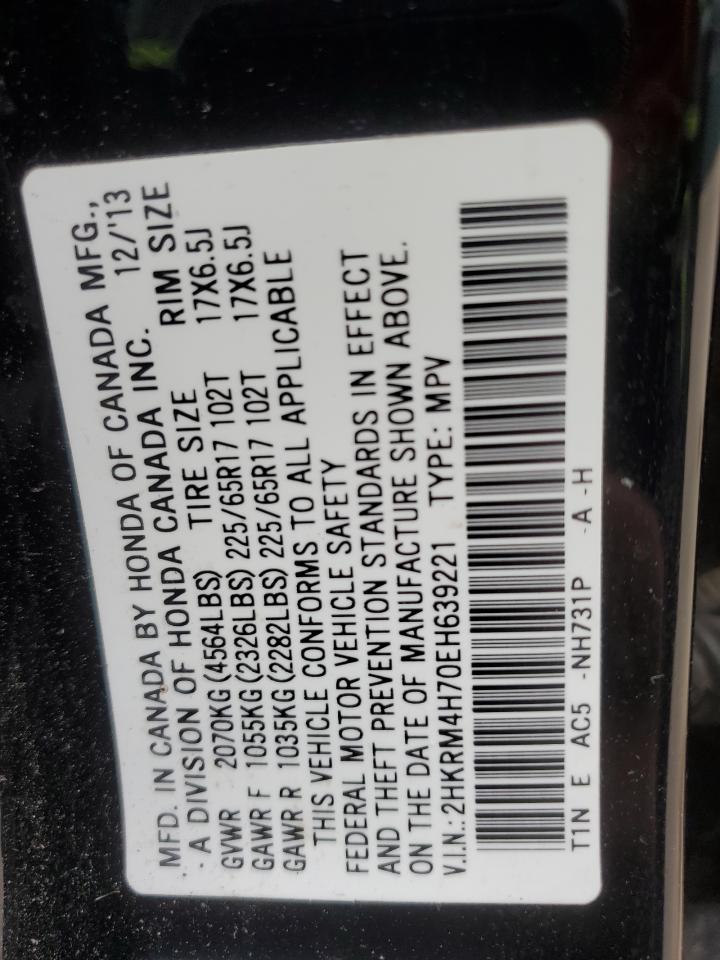 MFD. IN CANADA BY HONDA OF CANADA MFG.,
A DIVISION OF HONDA CANADA INC. 12/'13
GVWR 2070KG(4564LBS) TIRE SIZE RIM SIZE
GAWR F 1055KG(2326LBS) 225/65R17 102T 17X6.5J
GAWR R 1035KG(2282LBS) 225/65R17 102T 17X6.5J
THIS VEHICLE CONFORMS TO ALL APPLICABLE
FEDERAL MOTOR VEHICLE SAFETY
AND THEFT PREVENTION STANDARDS IN EFFECT
ON THE DATE OF MANUFACTURE SHOWN ABOVE.
V.I.N.:2HKRM4H70EH639221 TYPE: MPV
T1N E AC5 -NH731P -A -H